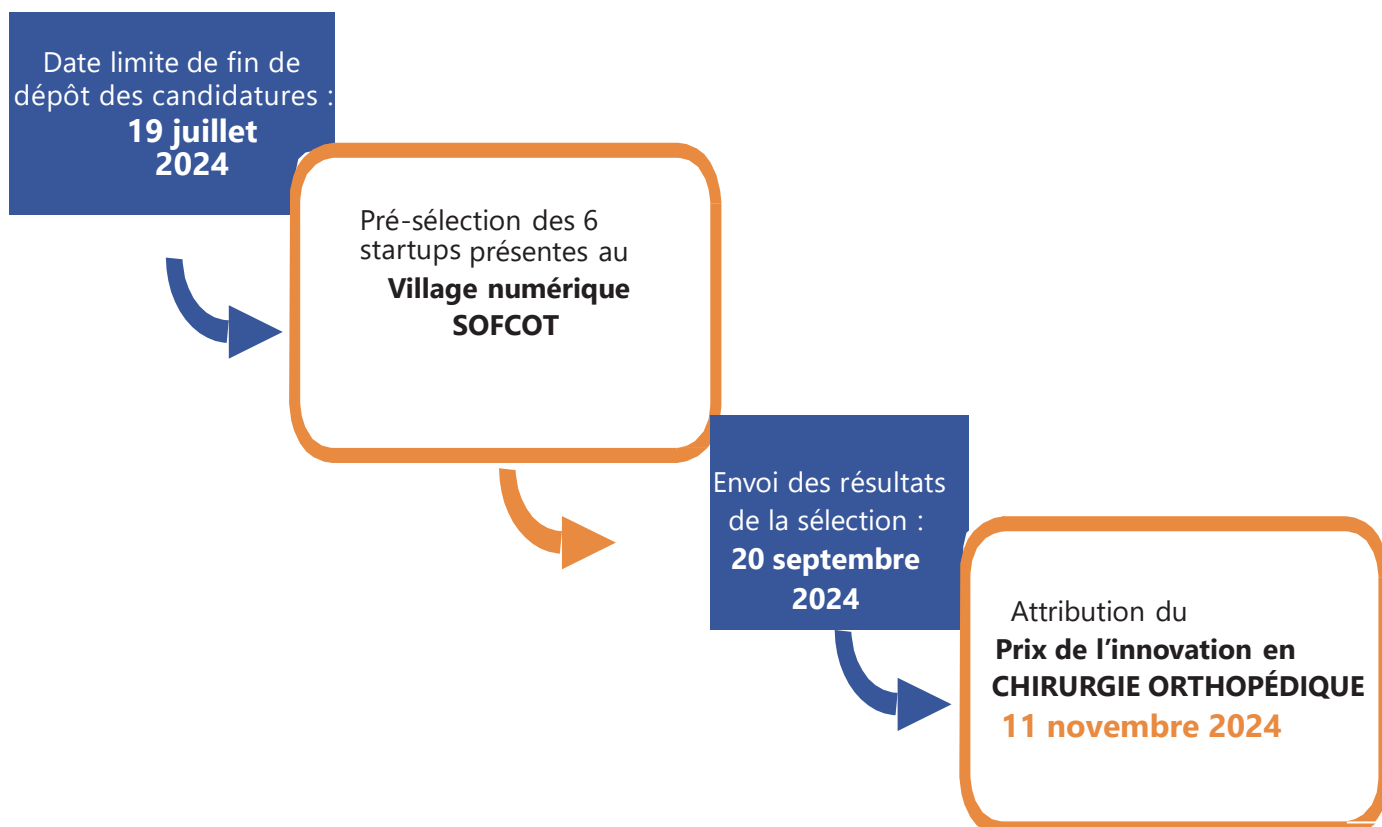 Date limite de fin de
dépôt des candidatures :
19 juillet
2024
Pré-sélection des 6
startups présentes au
Village numérique
SOFCOT
Envoi des résultats
de la sélection :
20 septembre
2024
Attribution du
Prix de l’innovation en
CHIRURGIE ORTHOPÉDIQUE
11 novembre 2024